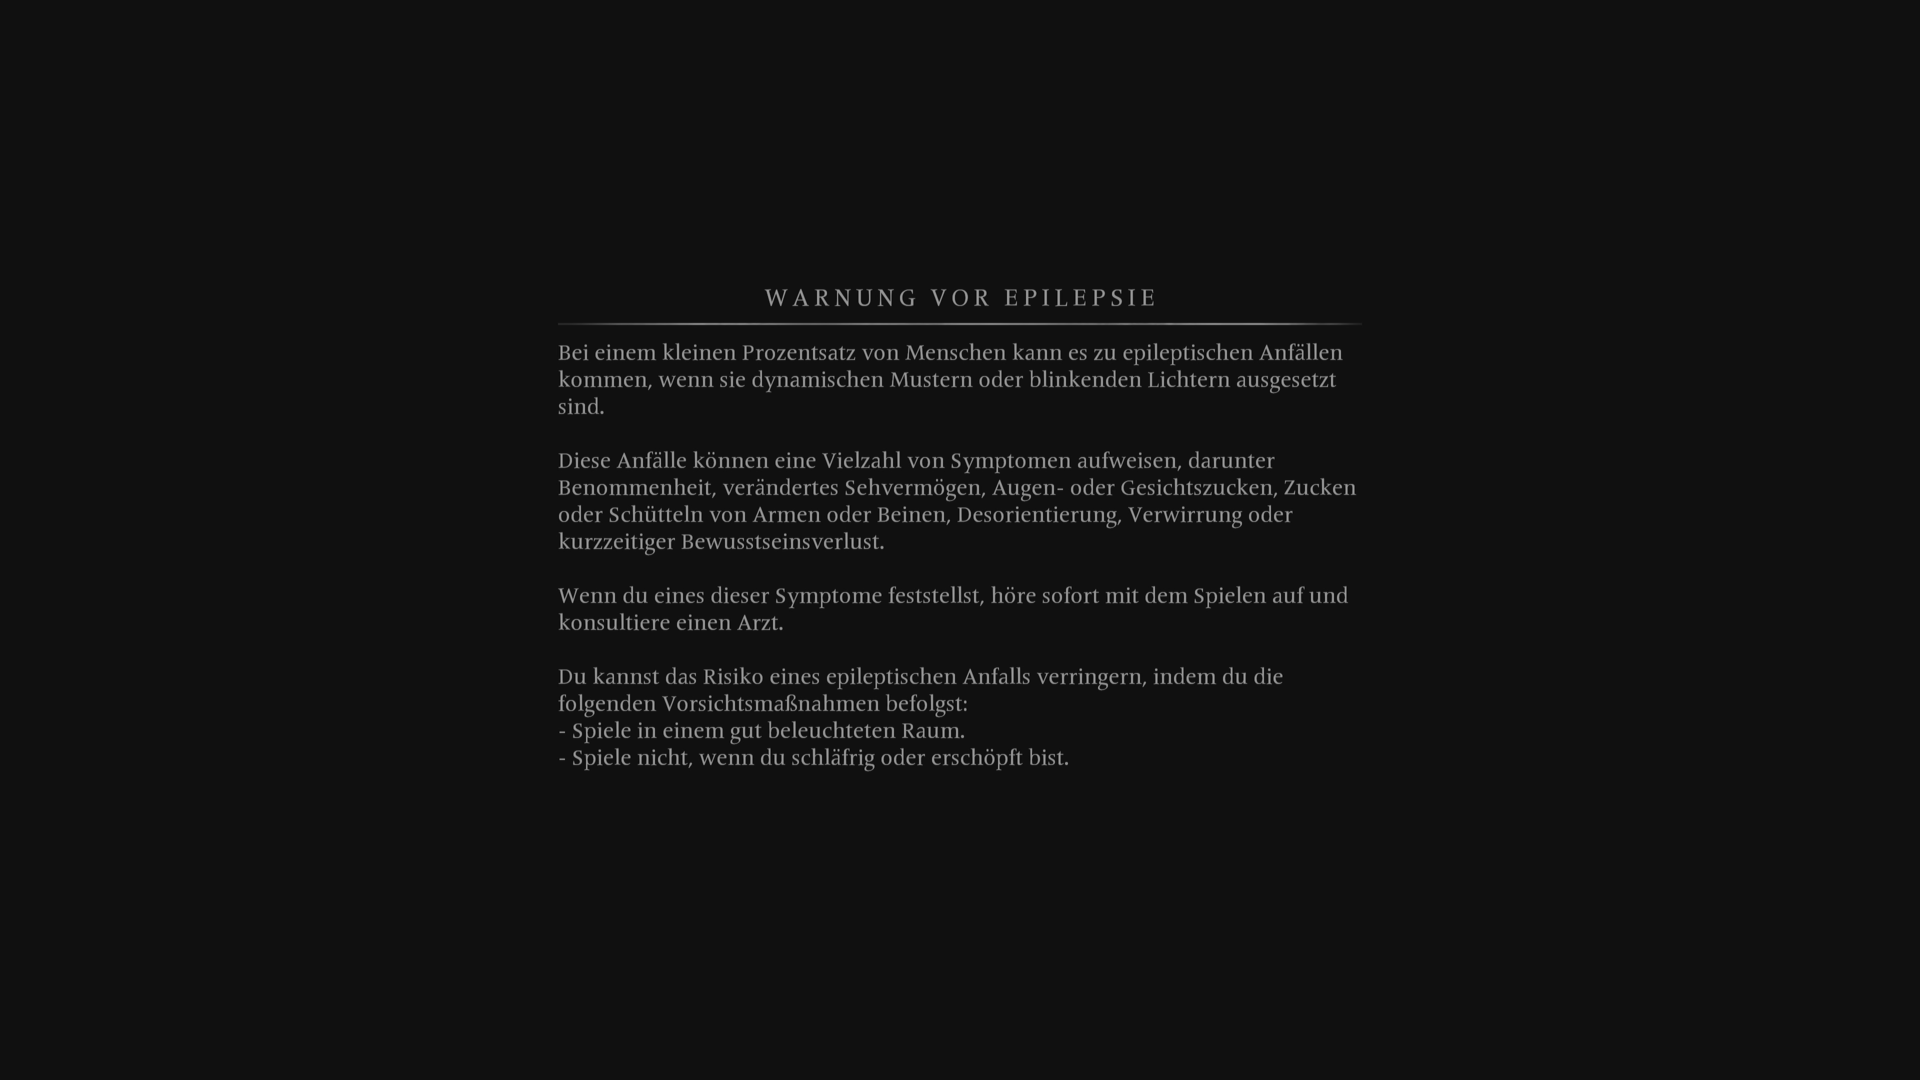 WARNUNG VOR EPILEPSIE
Bei einem kleinen Prozentsatz von Menschen kann es zu epileptischen Anfällen
kommen, wenn sie dynamischen Mustern oder blinkenden Lichtern ausgesetzt
sind.
Diese Anfälle können eine Vielzahl von Symptomen aufweisen, darunter
Benommenheit, verändertes Sehvermögen, Augen- oder Gesichtszucken, Zucken
oder Schütteln von Armen oder Beinen, Desorientierung, Verwirrung oder
kurzzeitiger Bewusstseinsverlust.
Wenn du eines dieser Symptome feststellst, höre sofort mit dem Spielen auf und
konsultiere einen Arzt.
Du kannst das Risiko eines epileptischen Anfalls verringern, indem du die
folgenden Vorsichtsmaßnahmen befolgst:
- Spiele in einem gut beleuchteten Raum.
- Spiele nicht, wenn du schläfrig oder erschöpft bist.